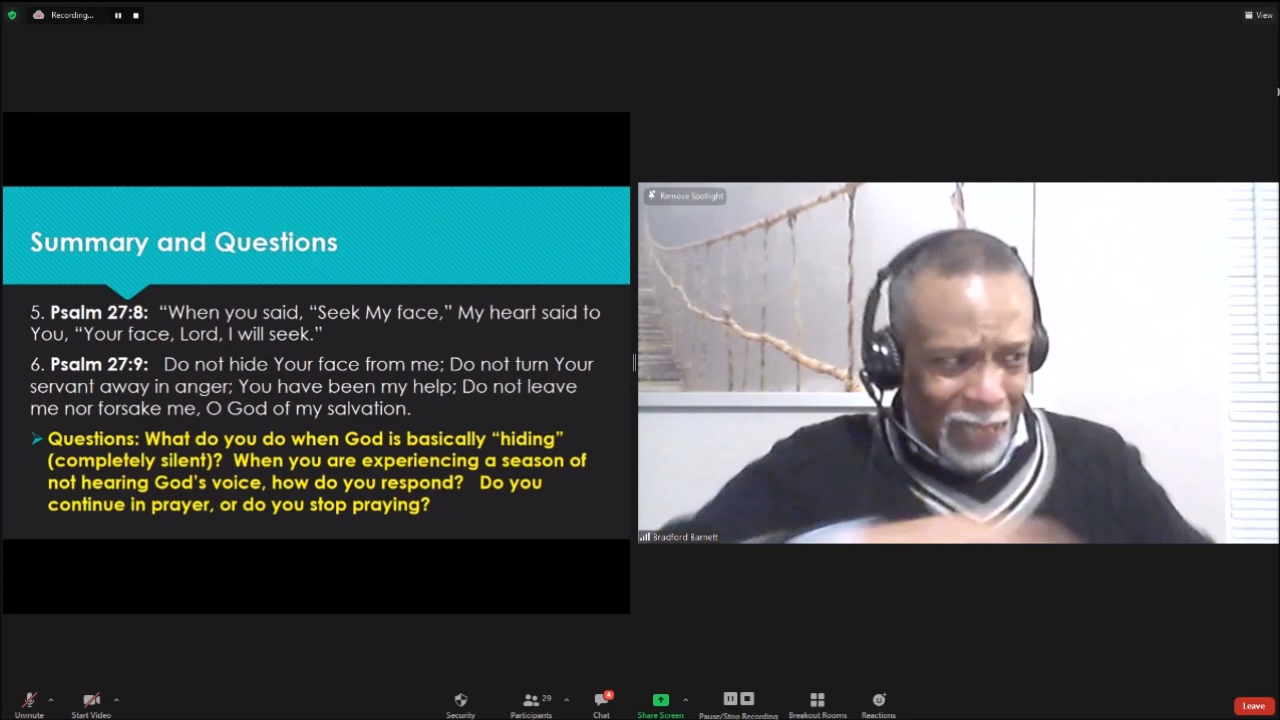 Recording...
View
Summary and Questions
5. Psalm 27:8: “When you said, “Seek My face,” My heart said to
You, “Your face, Lord, I will seek.”
6. Psalm 27:9: Do not hide Your face from me; Do not turn Your
servant away in anger; You have been my help; Do not leave
me nor forsake me, O God of my salvation.
Questions: What do you do when God is basically “hiding”
(completely silent)? When you are experiencing a season of
not hearing God’s voice, how do you respond? Do you
continue in prayer, or do you stop praying?
Remove Spotlight
Bradford Barnett
Unmute
Start Video
Security
29
Participants
4
Chat
Share Screen
Pause/Stop Recording
Breakout Rooms
Reactions
Leave